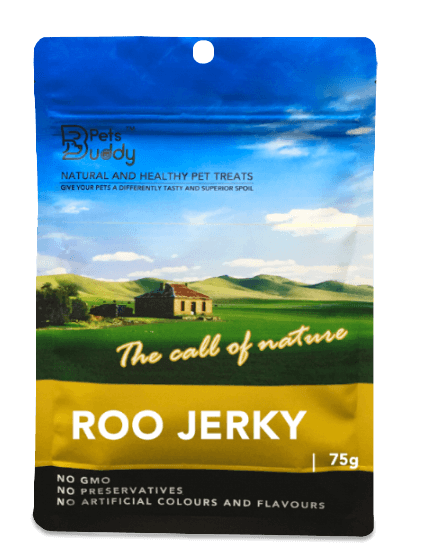 Pets
Buddy
NATURAL AND HEALTHY PET TREATS
GIVE YOUR PETS A DIFFERENTLY TASTY AND SUPERIOR SPOIL
The call of nature
ROO JERKY
75g
NO GMO
NO PRESERVATIVES
NO ARTIFICIAL COLOURS AND FLAVOURS